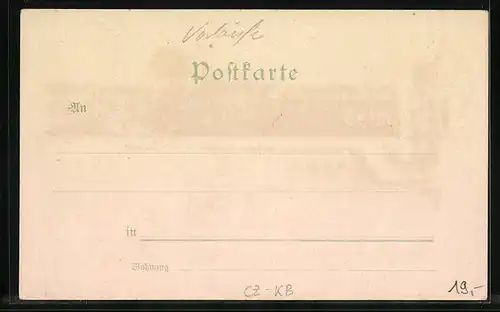 Postkarte
An
in
Wohnung
CZ-KB
19,-